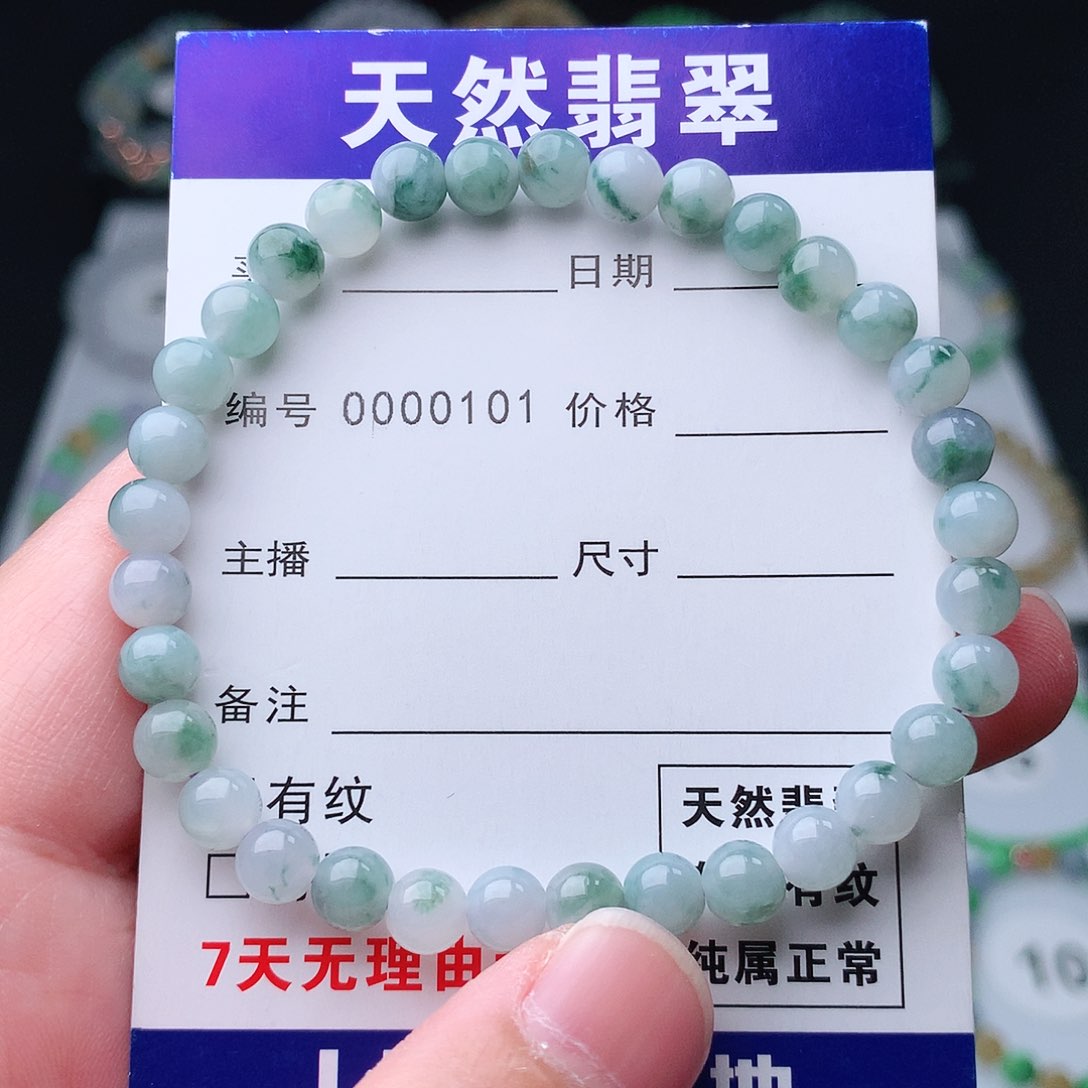 天然翡翠
日期
编号 0000101 价格
主播 尺寸
备注
有纹
天然翡
有纹
7天无理由
纯属正常
10